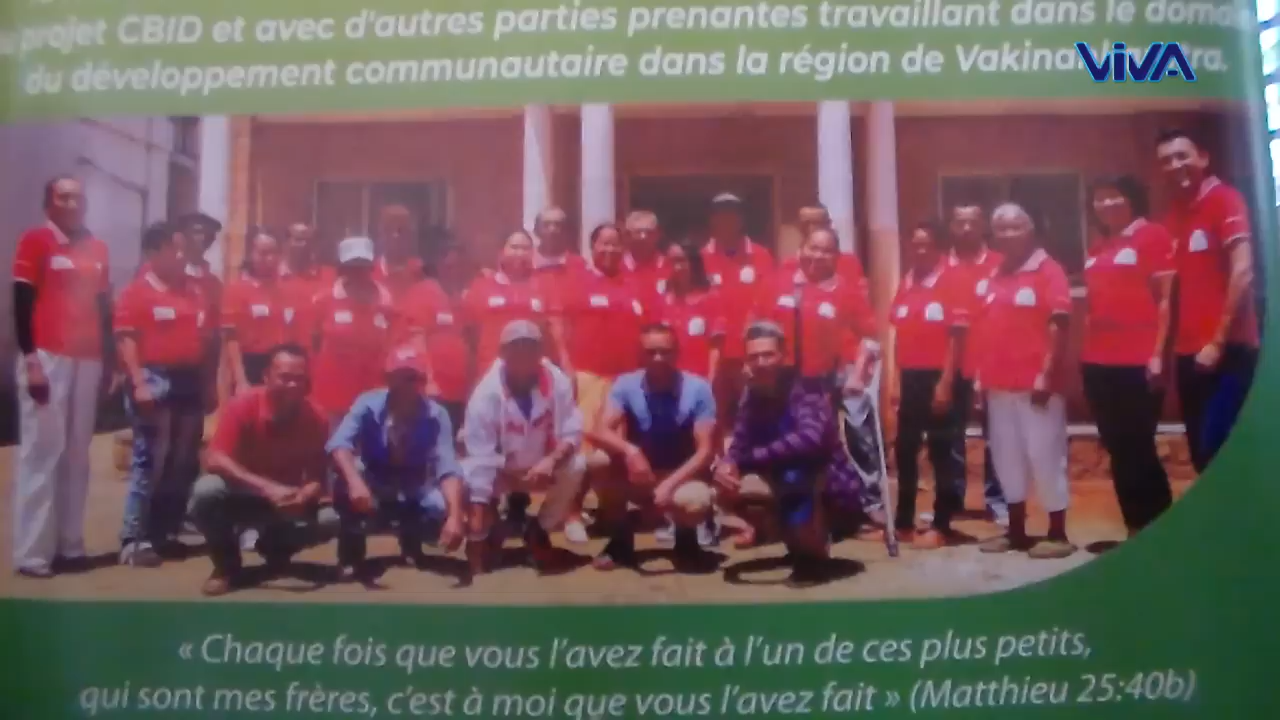 projet CBID et avec d'autres parties prenantes travaillant dans le
du développement communautaire dans la région de
VIVA
« Chaque fois que vous l'avez fait à l'un de ces plus petits,
qui sont mes frères, c'est à moi que vous l'avez fait » (Matthieu 25:40b)